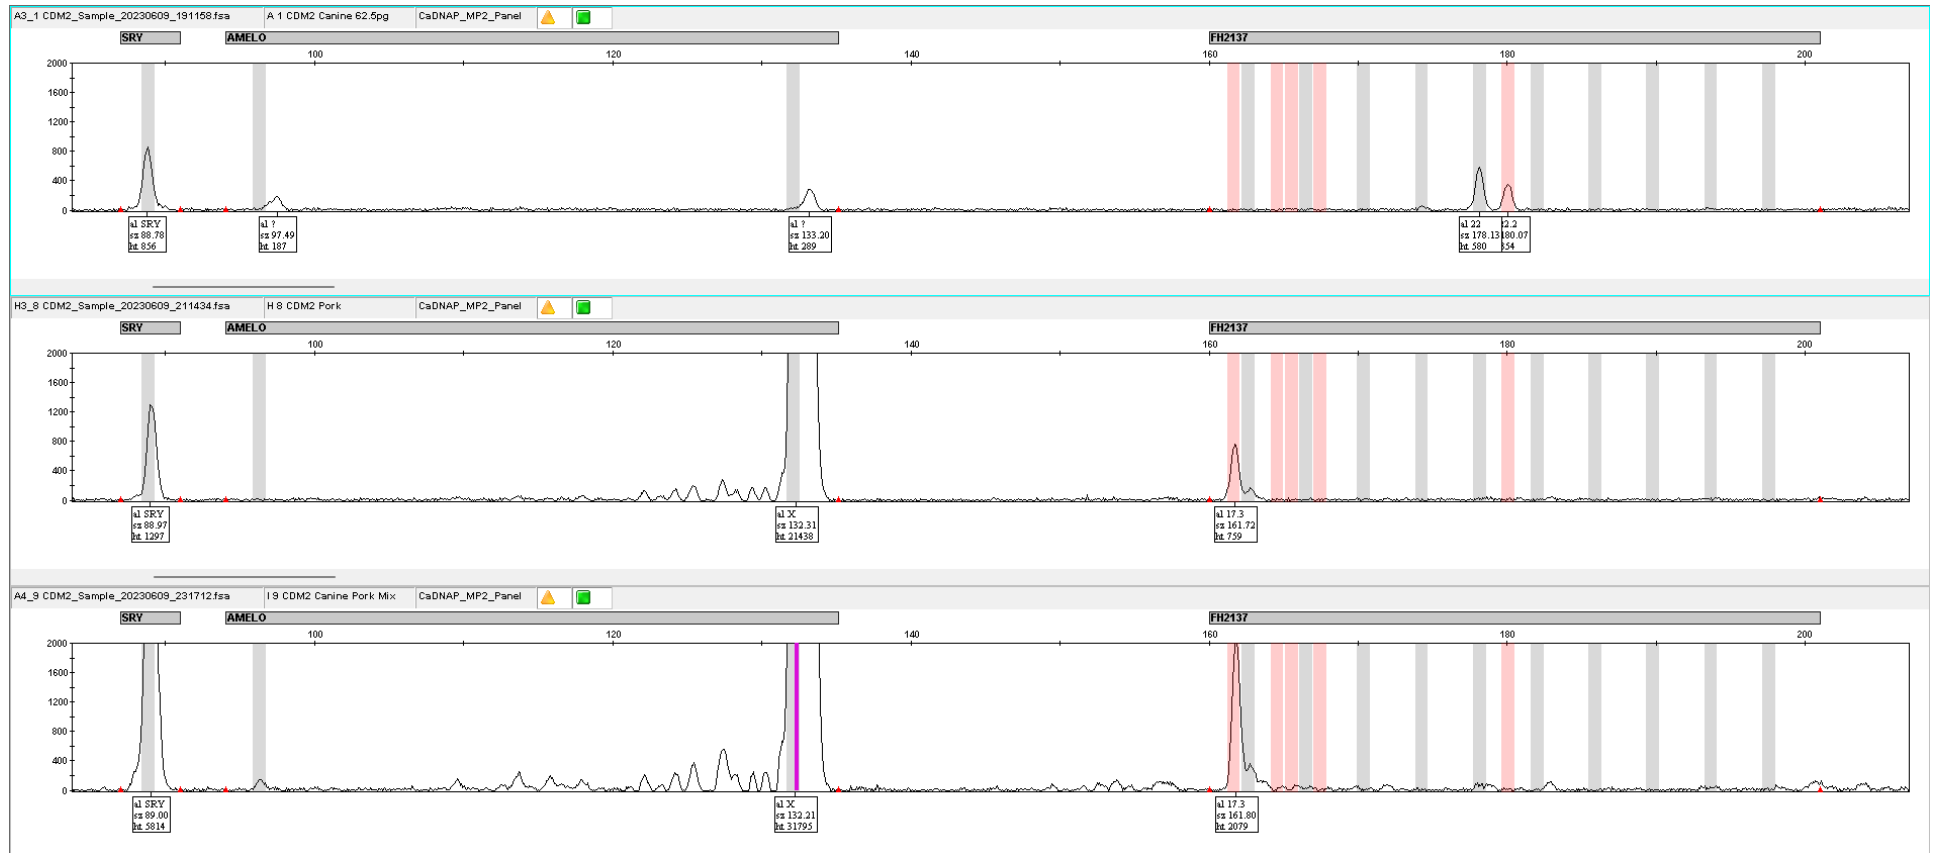 A3_1 CDM2_Sample_20230609_191158.fsa A 1 CDM2 Canine 62.5pg CaDNAP_MP2_Panel
SRY AMELO FH2137
100 120 140 160 180 200
2000
1600
1200
800
400
0
al SRY al ? al ? al 22 22.2
sz 88.78 sz 97.49 sz 133.20 sz 178.13 180.07
ht 856 ht 187 ht 289 ht 580 354
H3_8 CDM2_Sample_20230609_211434.fsa H 8 CDM2 Pork CaDNAP_MP2_Panel
SRY AMELO FH2137
100 120 140 160 180 200
2000
1600
1200
800
400
0
al SRY al X al 17.3
sz 88.97 sz 132.31 sz 161.72
ht 1297 ht 21438 ht 759
A4_9 CDM2_Sample_20230609_231712.fsa I 9 CDM2 Canine Pork Mix CaDNAP_MP2_Panel
SRY AMELO FH2137
100 120 140 160 180 200
2000
1600
1200
800
400
0
al SRY al X al 17.3
sz 89.00 sz 132.21 sz 161.80
ht 5814 ht 31795 ht 2079